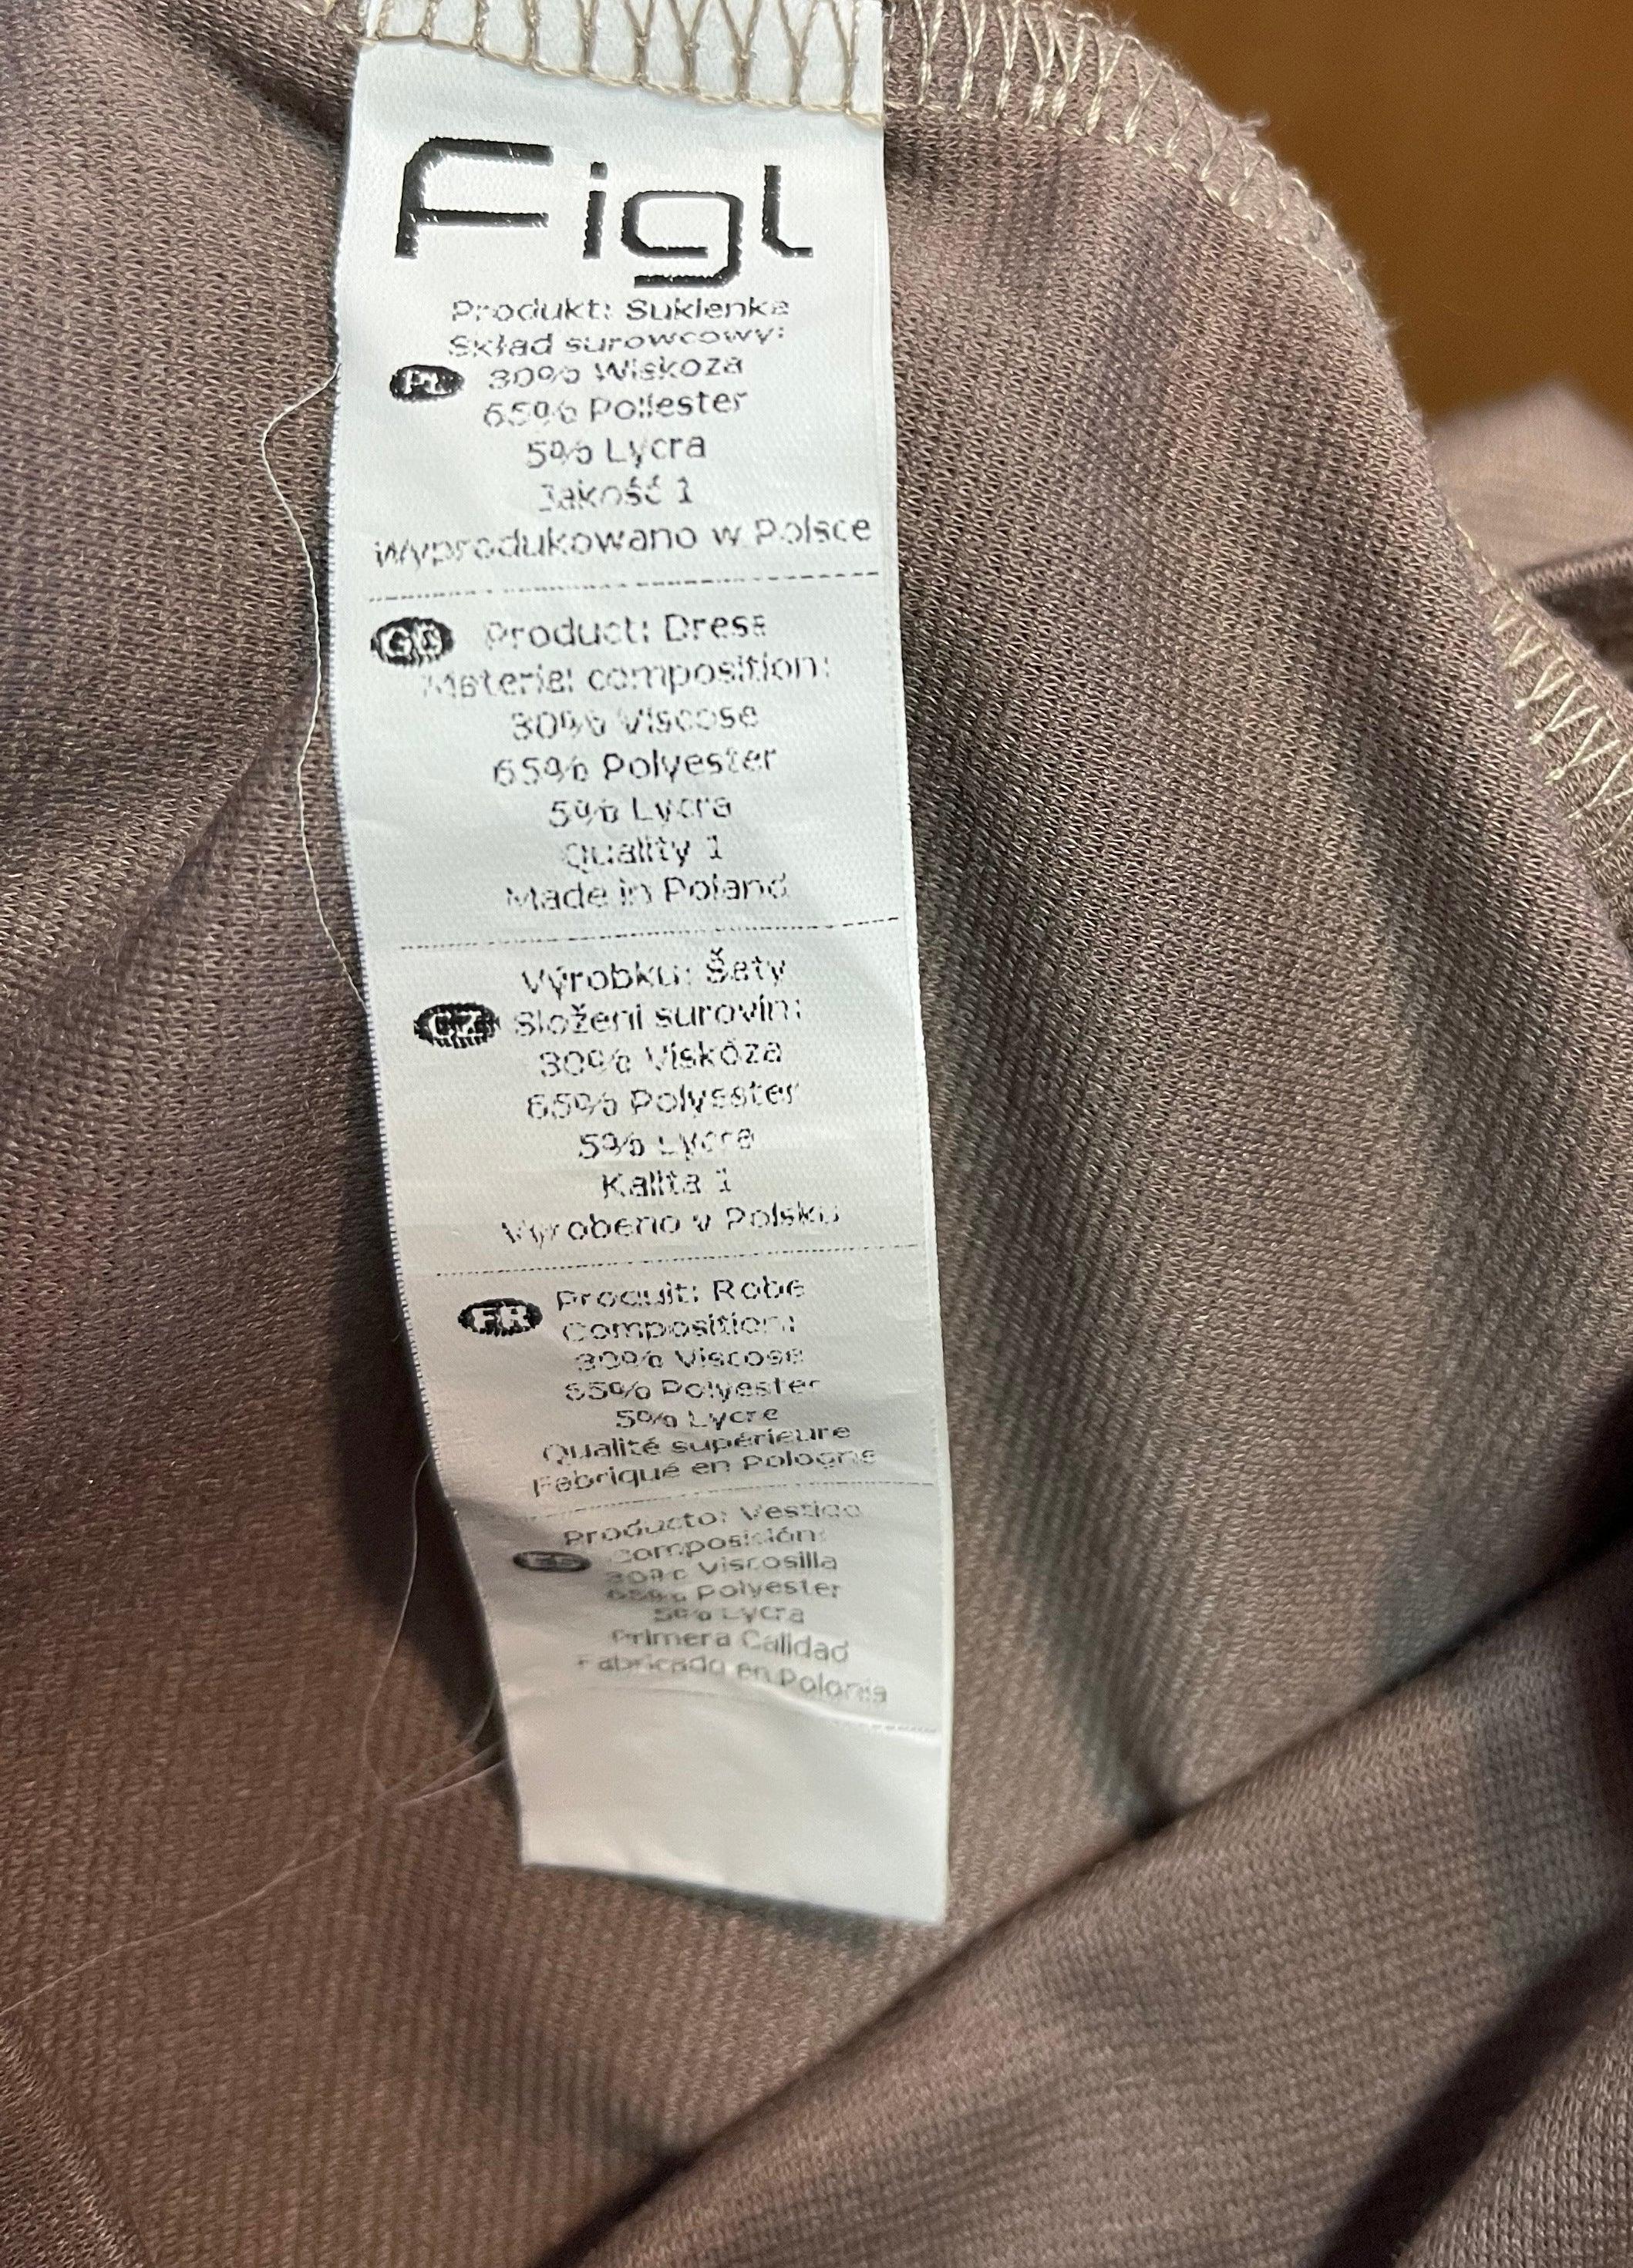 Figl
Produkt: Sukienka
Skład surowcowy:
PL 30% Wiskoza
65% Poliester
5% Lycra
Jakość 1
Wyprodukowano w Polsce
GB Product: Dress
Material composition:
30% Viscose
65% Polyester
5% Lycra
Quality 1
Made in Poland
Výrobku: Šaty
CZ Složení surovin:
30% Viskóza
65% Polyester
5% Lycra
Kalita 1
Vyrobeno v Polsku
FR Produit: Robe
Composition:
30% Viscose
65% Polyester
5% Lycra
Qualité supérieure
Fabriqué en Pologne
Producto: Vestido
ES Composición:
30% Viscosilla
65% Polyester
5% Lycra
Primera Calidad
Fabricado en Polonia